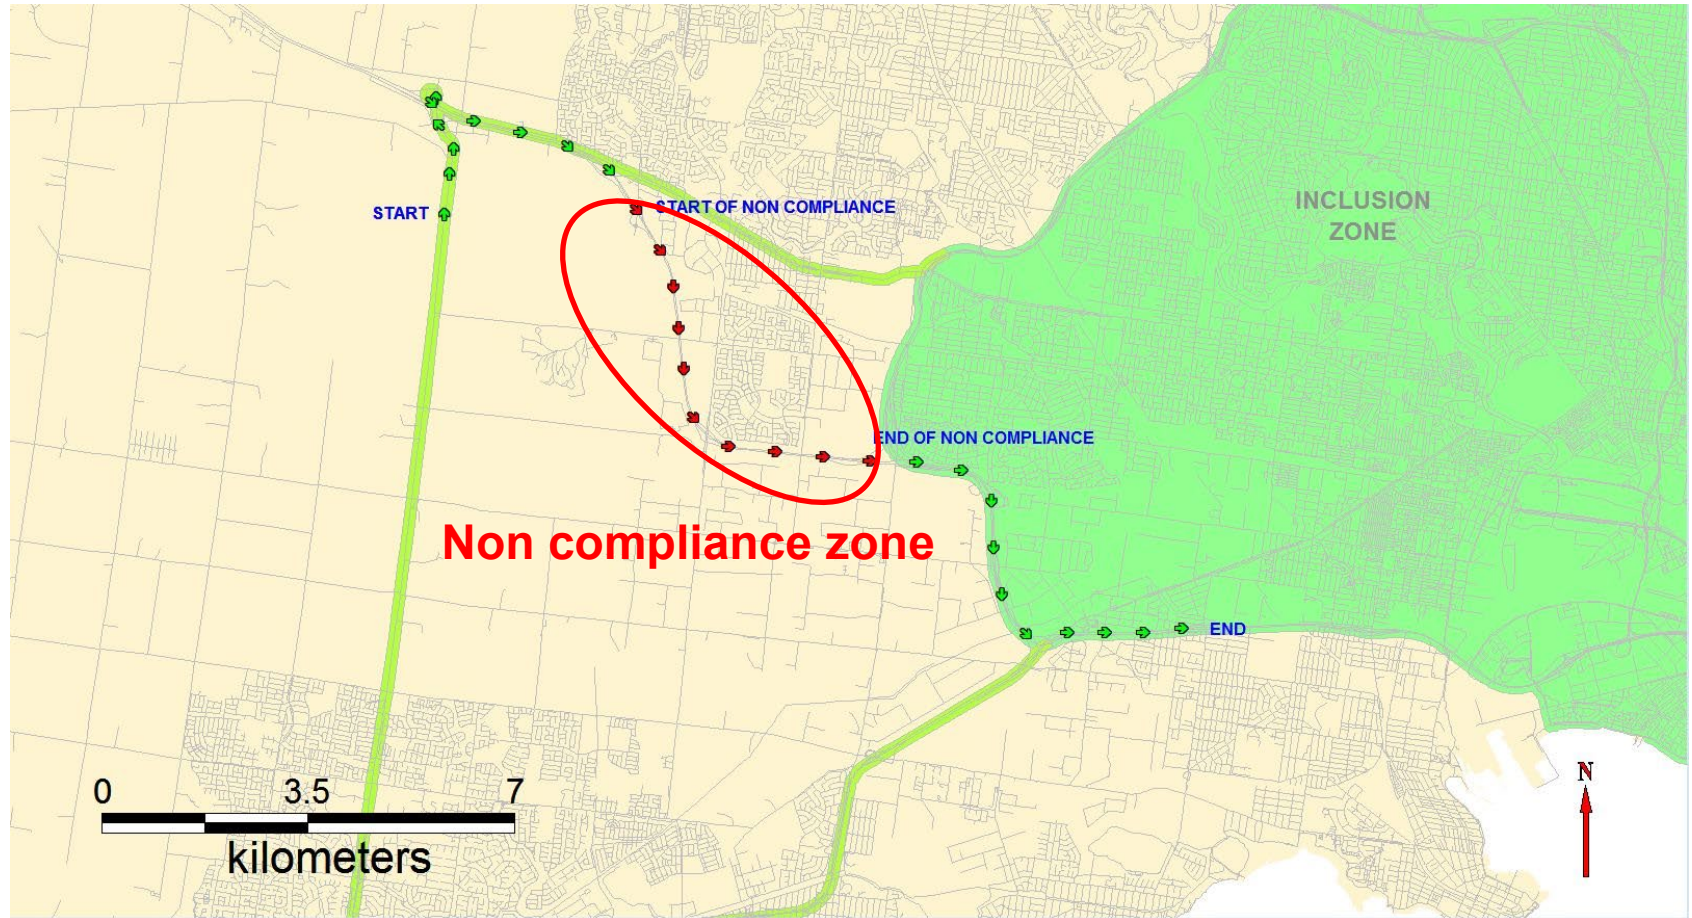 INCLUSION
ZONE
START
START OF NON COMPLIANCE
END OF NON COMPLIANCE
Non compliance zone
END
0 3.5 7
kilometers
N